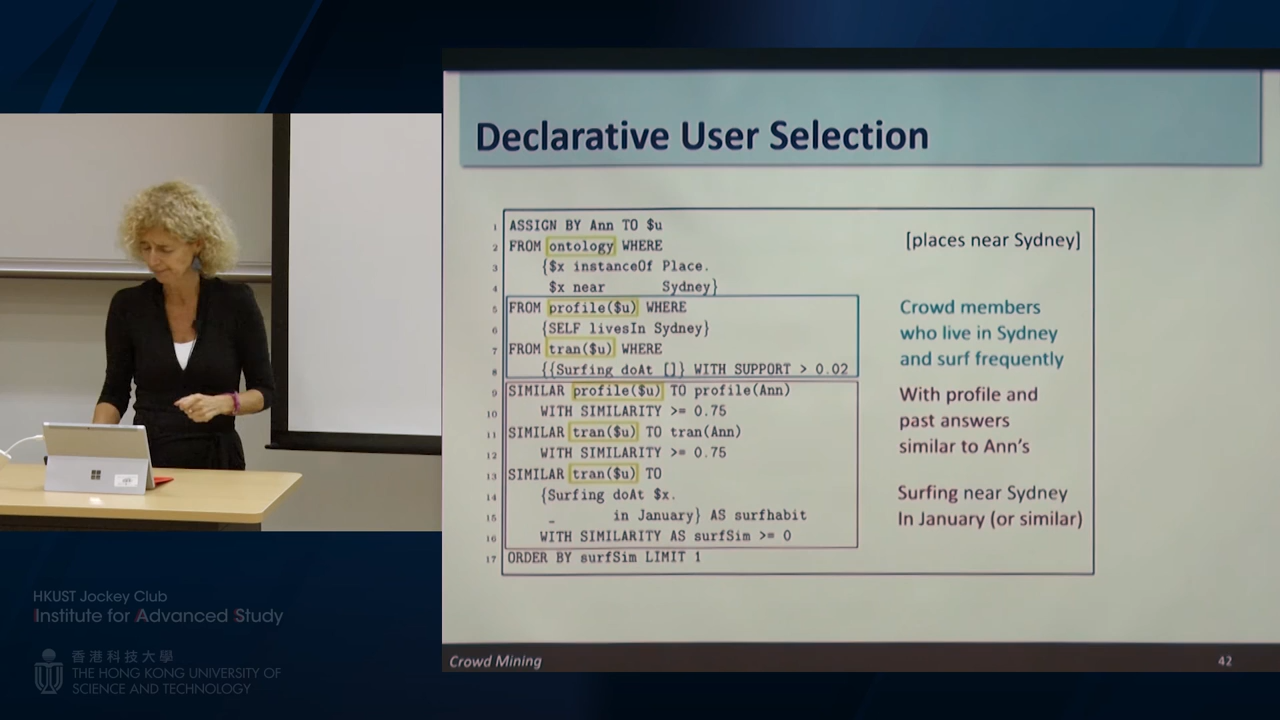 Declarative User Selection
1 ASSIGN BY Ann TO $u
2 FROM ontology WHERE
3 {$x instanceOf Place.
4 $x near Sydney}
5 FROM profile($u) WHERE
6 {SELF livesIn Sydney}
7 FROM tran($u) WHERE
8 {{Surfing doAt []} WITH SUPPORT > 0.02
9 SIMILAR profile($u) TO profile(Ann)
10 WITH SIMILARITY >= 0.75
11 SIMILAR tran($u) TO tran(Ann)
12 WITH SIMILARITY >= 0.75
13 SIMILAR tran($u) TO
14 {Surfing doAt $x.
15 _ in January} AS surfhabit
16 WITH SIMILARITY AS surfSim >= 0
17 ORDER BY surfSim LIMIT 1
[places near Sydney]
Crowd members
who live in Sydney
and surf frequently
With profile and
past answers
similar to Ann's
Surfing near Sydney
In January (or similar)
Crowd Mining
42
HKUST Jockey Club
Institute for Advanced Study
香港科技大學
THE HONG KONG UNIVERSITY OF
SCIENCE AND TECHNOLOGY